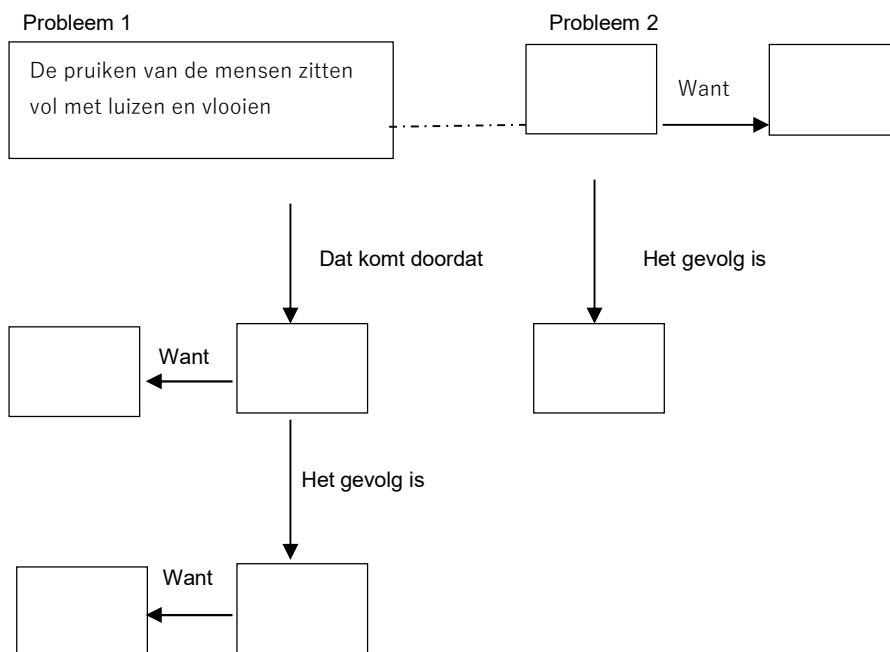 Probleem 1
Probleem 2
De pruiken van de mensen zitten
vol met luizen en vlooien
Want
Dat komt doordat
Het gevolg is
Want
Het gevolg is
Want